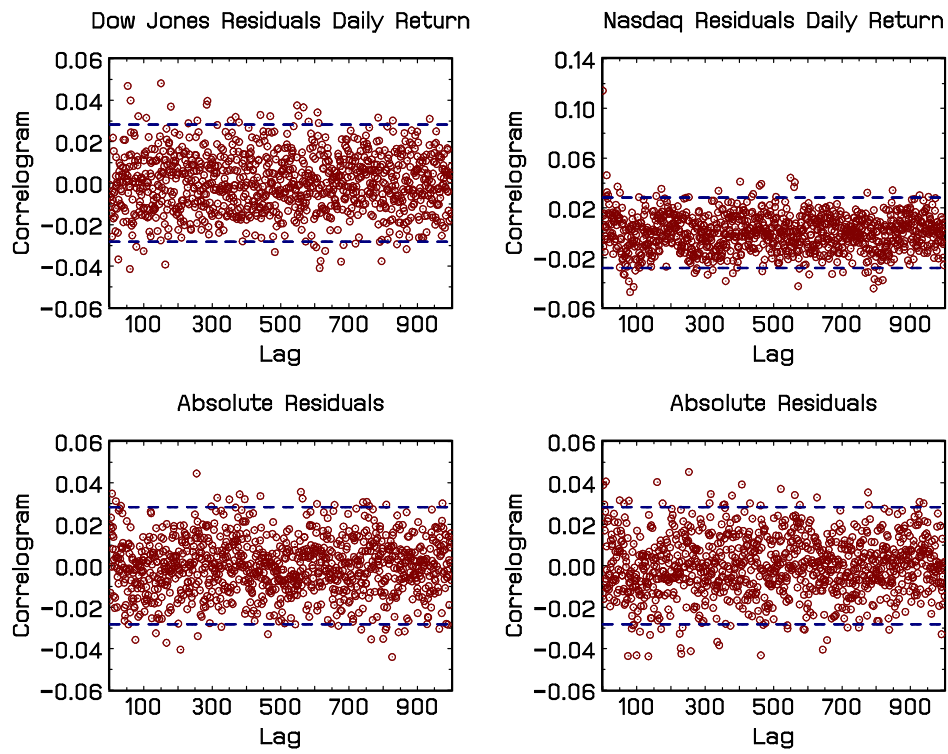 Dow Jones Residuals Daily Return
0.06
0.04
0.02
0.00
-0.02
-0.04
-0.06
Correlogram
100 300 500 700 900
Lag
Nasdaq Residuals Daily Return
0.14
0.10
0.06
0.02
-0.02
-0.06
Correlogram
100 300 500 700 900
Lag
Absolute Residuals
0.06
0.04
0.02
0.00
-0.02
-0.04
-0.06
Correlogram
100 300 500 700 900
Lag
Absolute Residuals
0.06
0.04
0.02
0.00
-0.02
-0.04
-0.06
Correlogram
100 300 500 700 900
Lag